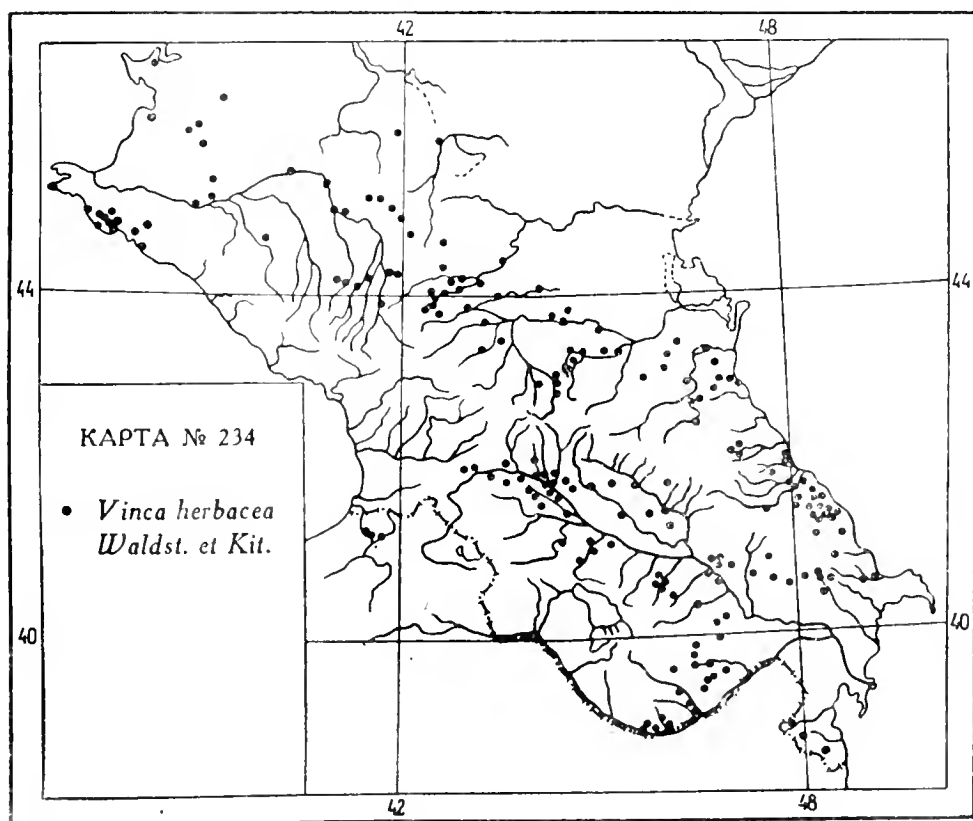 42 48
44 44
КАРТА № 234
• Vinca herbacea
Waldst. et Kit.
40 40
42 48